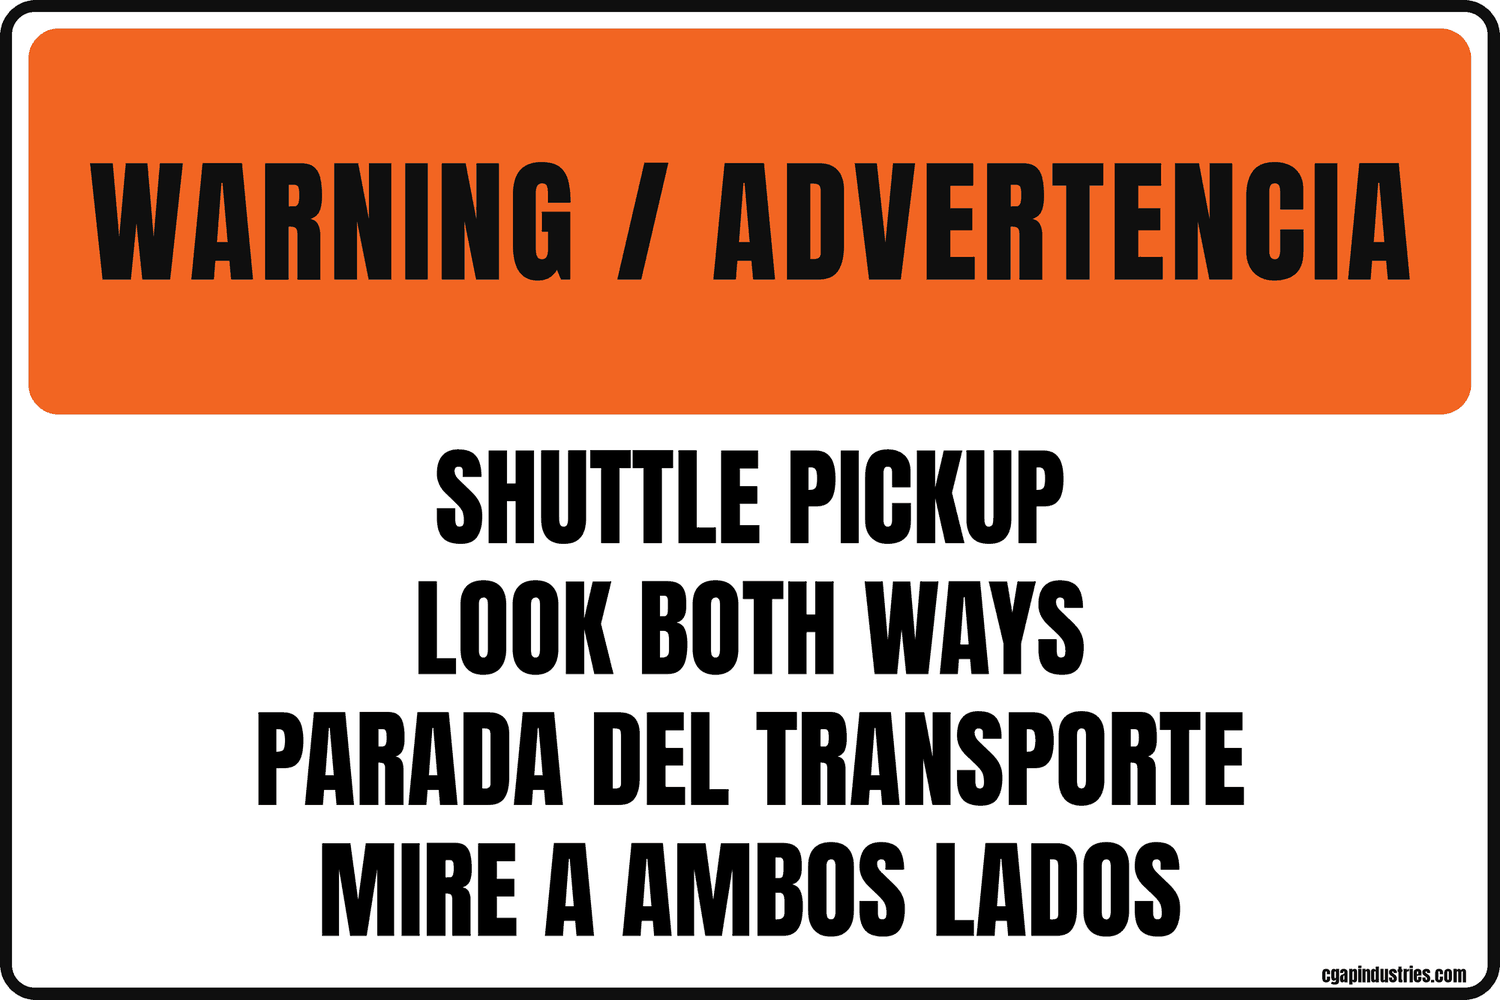 WARNING / ADVERTENCIA
SHUTTLE PICKUP
LOOK BOTH WAYS
PARADA DEL TRANSPORTE
MIRE A AMBOS LADOS
cgapindustries.com